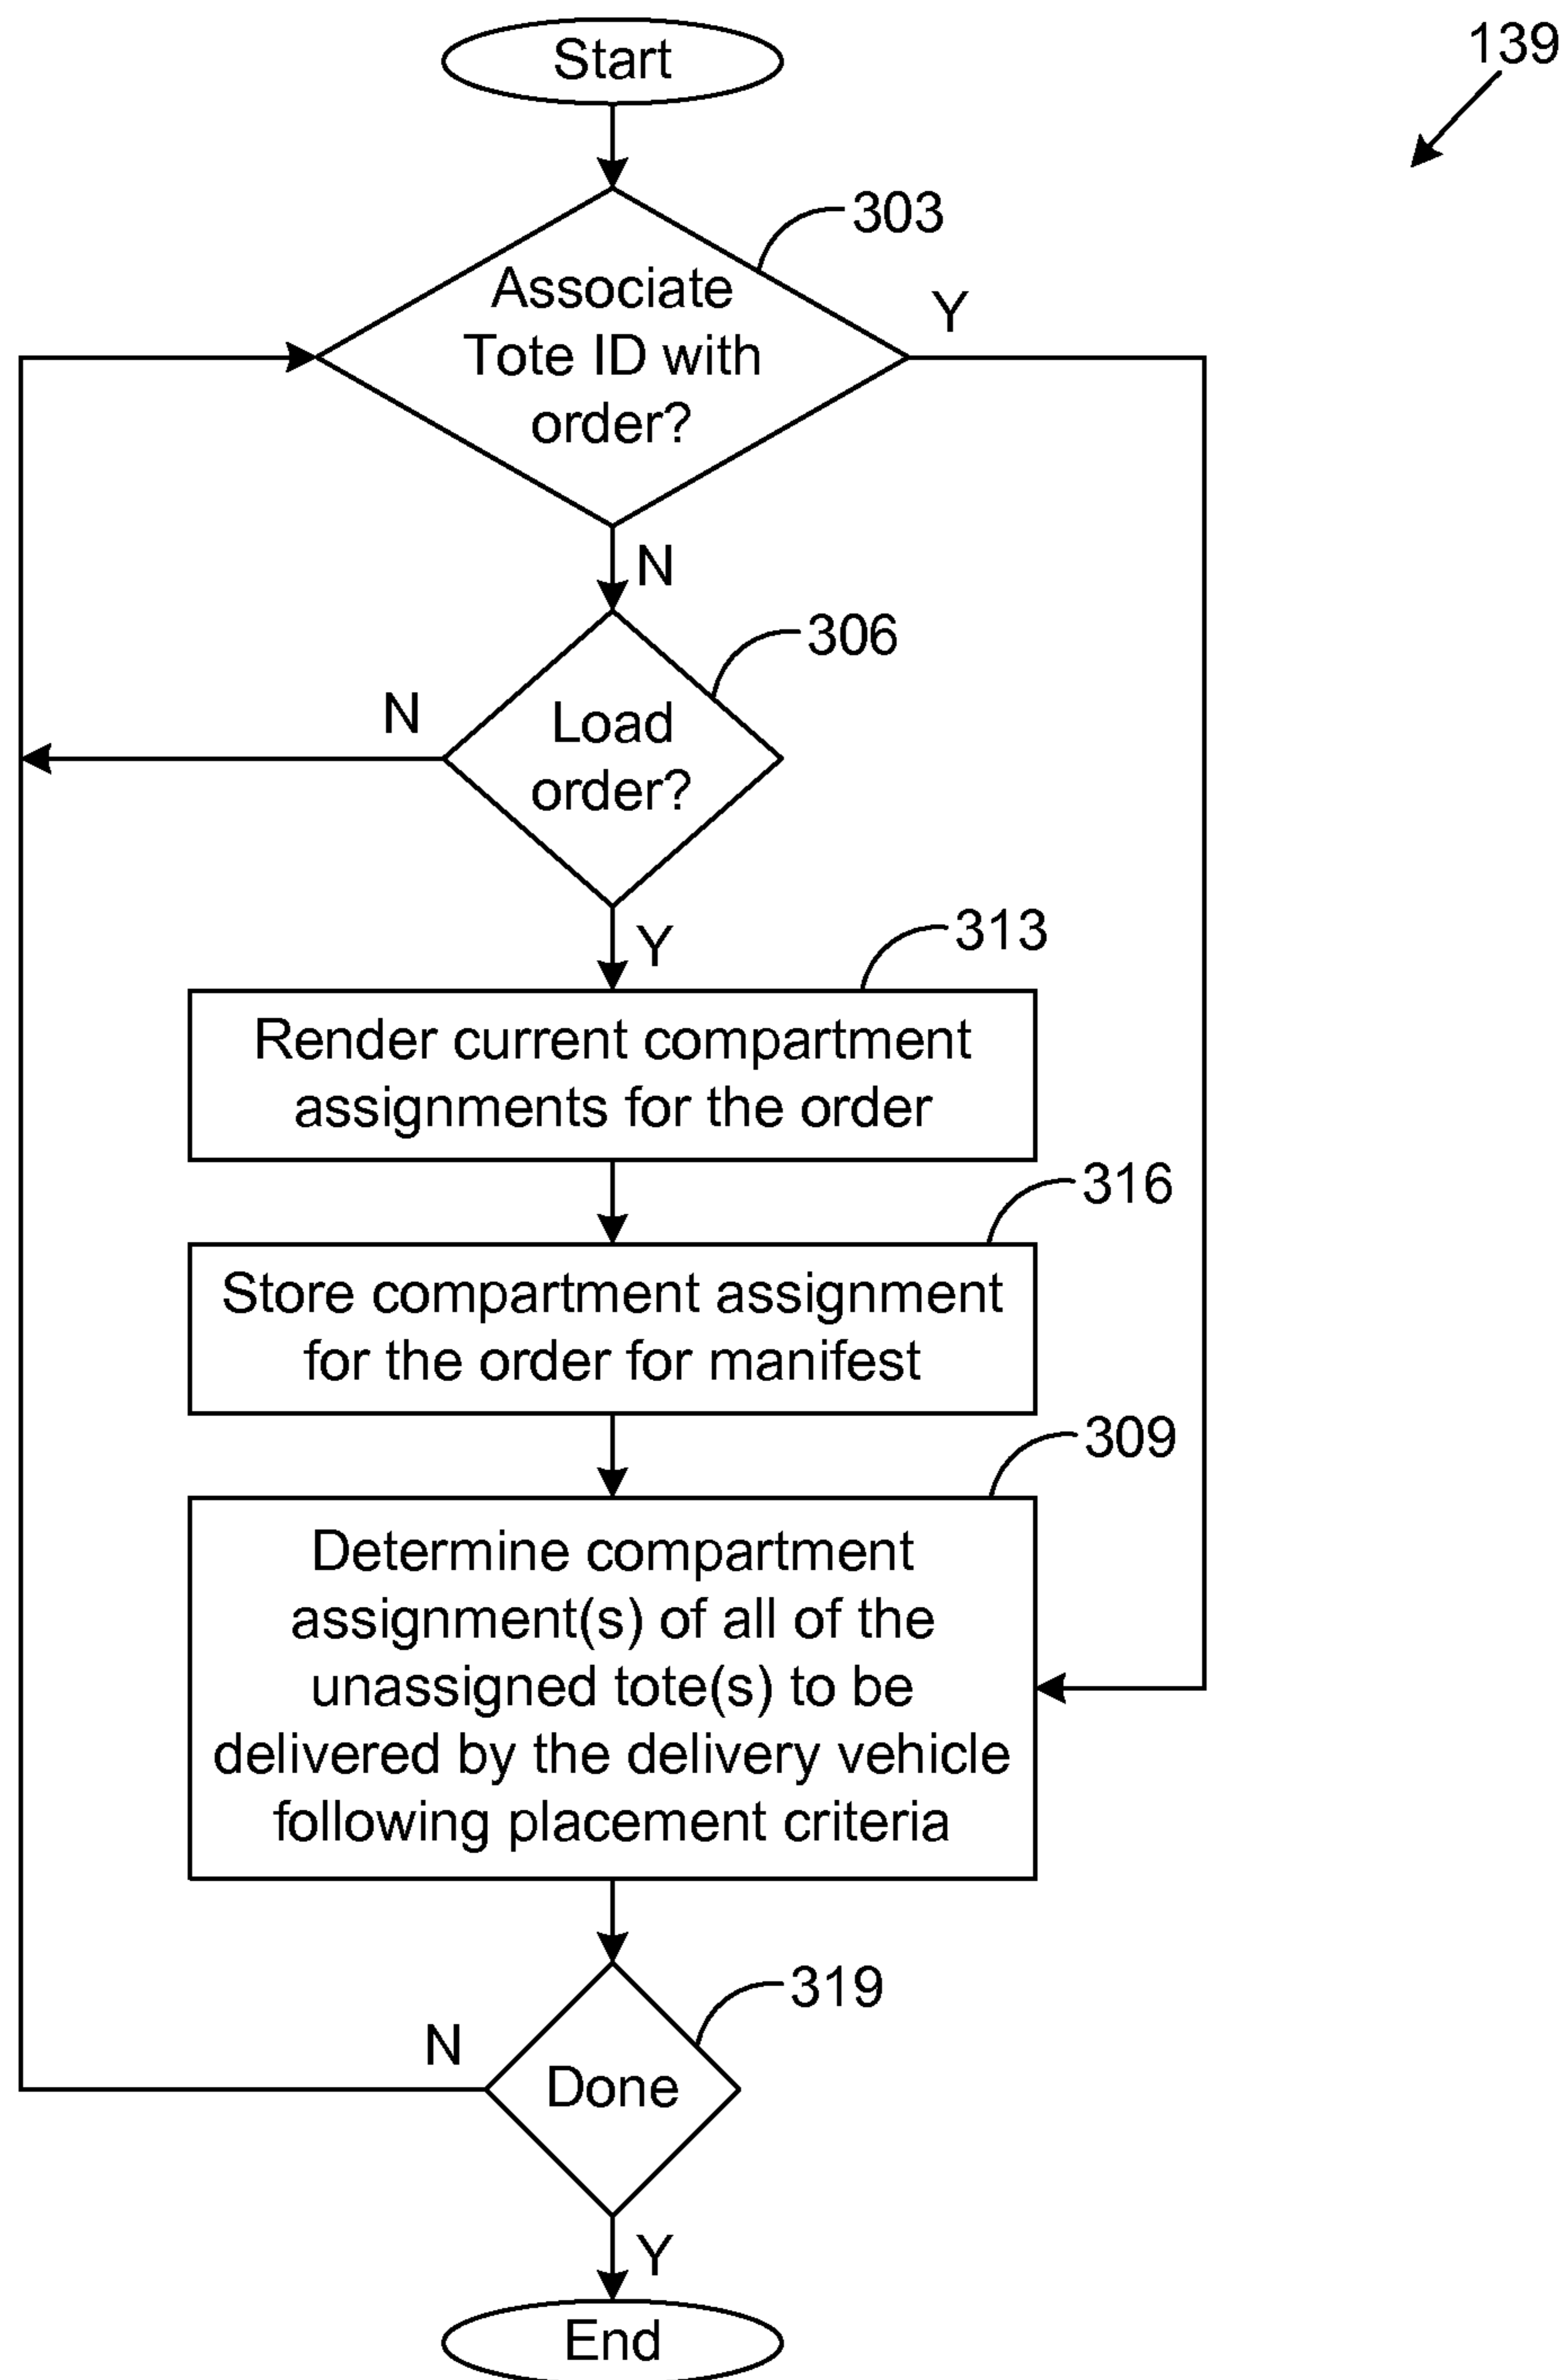 Start
139
303
Associate
Tote ID with
order?
Y
N
306
Load
order?
N
Y
313
Render current compartment
assignments for the order
316
Store compartment assignment
for the order for manifest
309
Determine compartment
assignment(s) of all of the
unassigned tote(s) to be
delivered by the delivery vehicle
following placement criteria
319
N
Done
Y
End